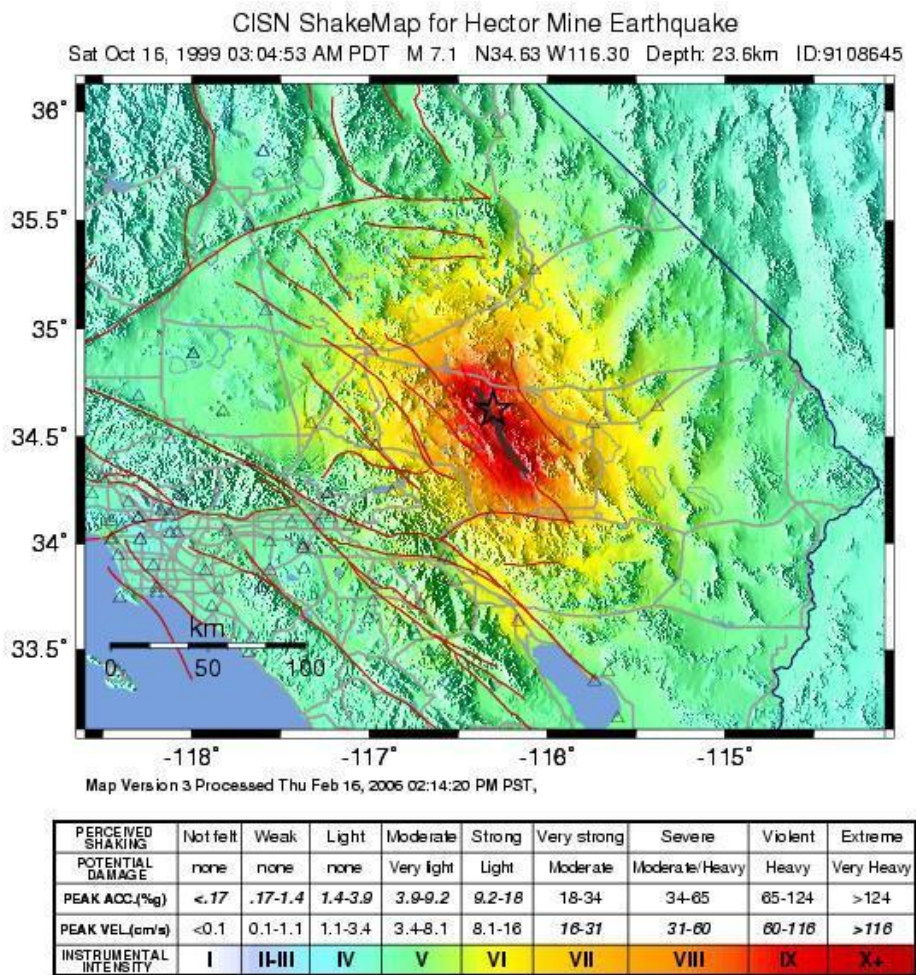 CISN ShakeMap for Hector Mine Earthquake
Sat Oct 16, 1999 03:04:53 AM PDT M 7.1 N34.63 W116.30 Depth: 23.6km ID:9108645
36°
35.5°
35°
34.5°
34°
33.5°
km
0 50 100
-118° -117° -116° -115°
Map Version 3 Processed Thu Feb 16, 2006 02:14:20 PM PST,
PERCEIVED SHAKING Not felt Weak Light Moderate Strong Very strong Severe Violent Extreme
POTENTIAL DAMAGE none none none Very light Light Moderate Moderate/Heavy Heavy Very Heavy
PEAK ACC.(%g) <.17 .17-1.4 1.4-3.9 3.9-9.2 9.2-18 18-34 34-65 65-124 >124
PEAK VEL.(cm/s) <0.1 0.1-1.1 1.1-3.4 3.4-8.1 8.1-16 16-31 31-60 60-116 >116
INSTRUMENTAL INTENSITY I II-III IV V VI VII VIII IX X+